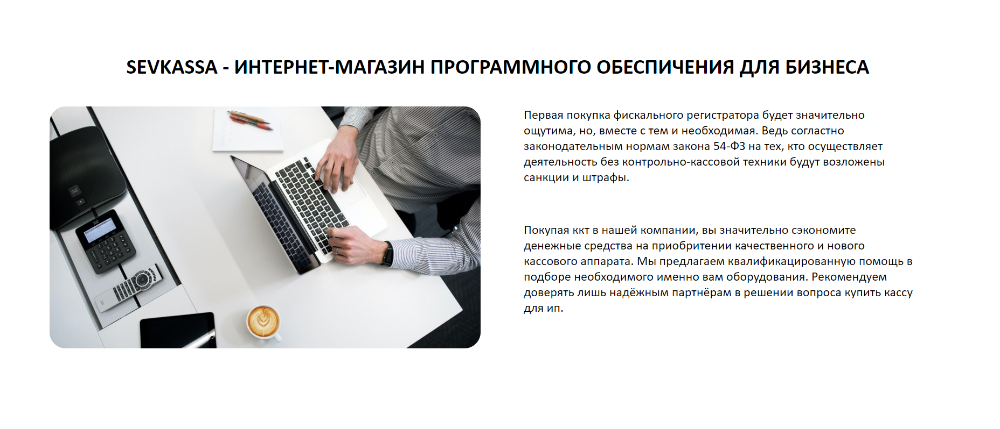 SEVKASSA - ИНТЕРНЕТ-МАГАЗИН ПРОГРАММНОГО ОБЕСПИЧЕНИЯ ДЛЯ БИЗНЕСА
Первая покупка фискального регистратора будет значительно
ощутима, но, вместе с тем и необходимая. Ведь согластно
законодательным нормам закона 54-ФЗ на тех, кто осуществляет
деятельность без контрольно-кассовой техники будут возложены
санкции и штрафы.
Покупая ккт в нашей компании, вы значительно сэкономите
денежные средства на приобритении качественного и нового
кассового аппарата. Мы предлагаем квалификацированную помощь в
подборе необходимого именно вам оборудования. Рекомендуем
доверять лишь надёжным партнёрам в решении вопроса купить кассу
для ип.